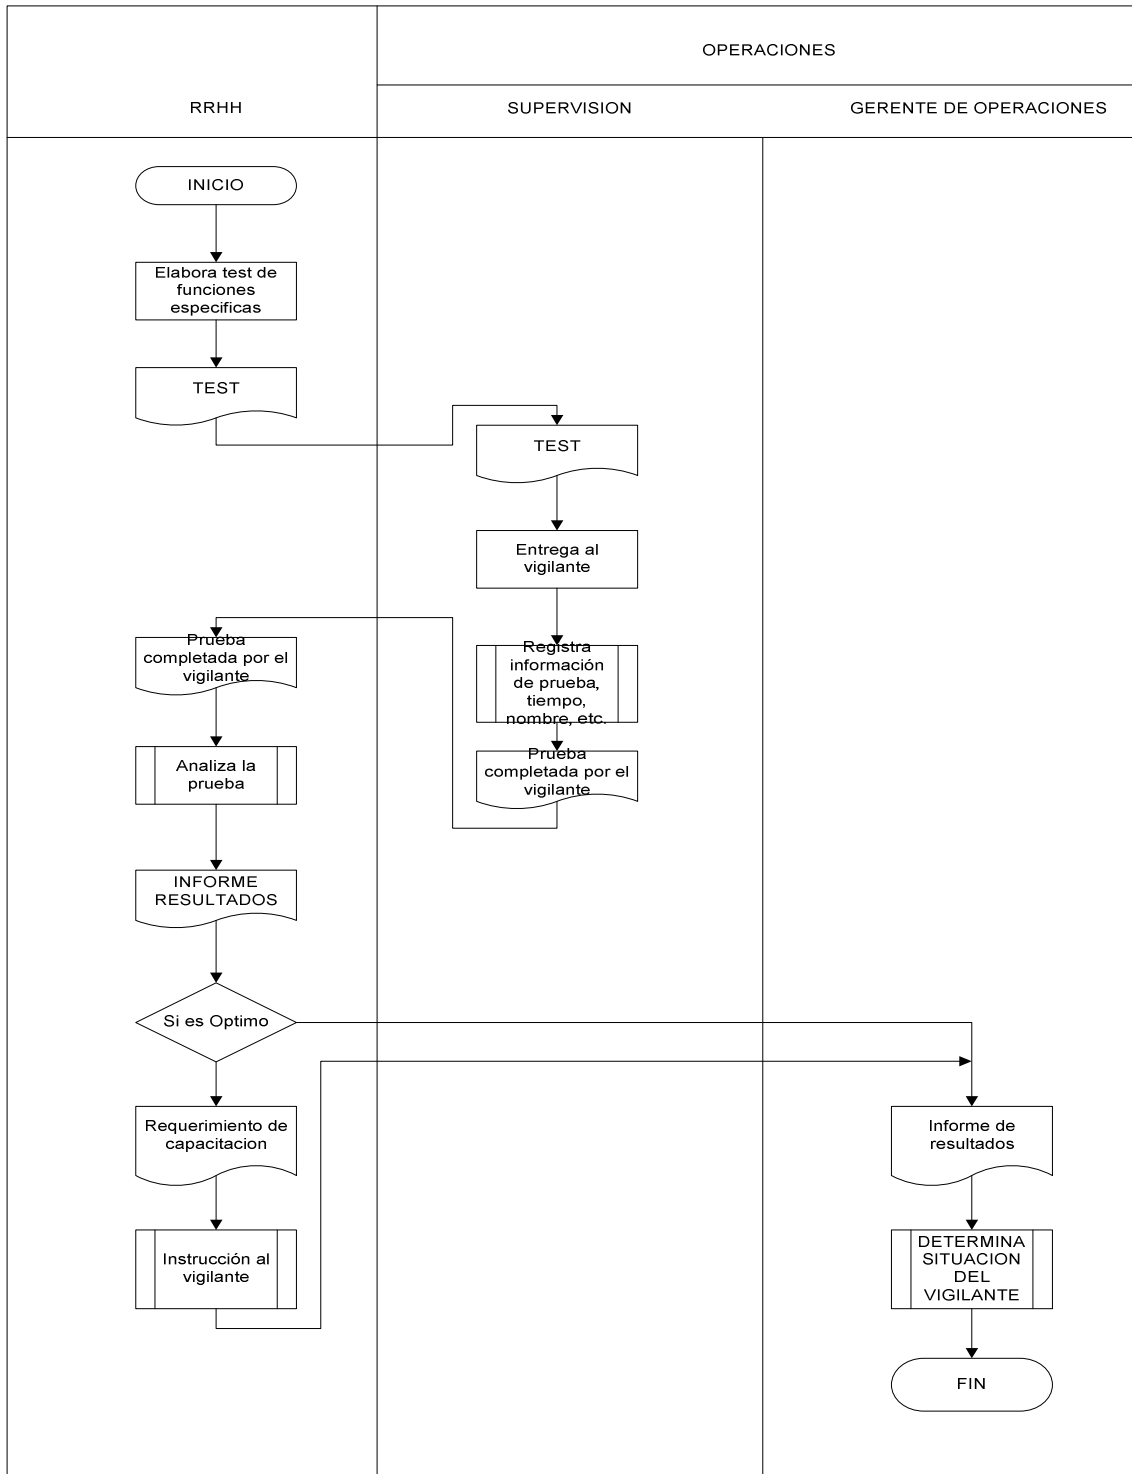 OPERACIONES
RRHH
SUPERVISION
GERENTE DE OPERACIONES
INICIO
Elabora test de
funciones
especificas
TEST
TEST
Entrega al
vigilante
Registra
información
de prueba,
tiempo,
nombre, etc.
Prueba
completada por el
vigilante
Prueba
completada por el
vigilante
Analiza la
prueba
INFORME
RESULTADOS
Si es Optimo
Requerimiento de
capacitacion
Instrucción al
vigilante
Informe de
resultados
DETERMINA
SITUACION
DEL
VIGILANTE
FIN